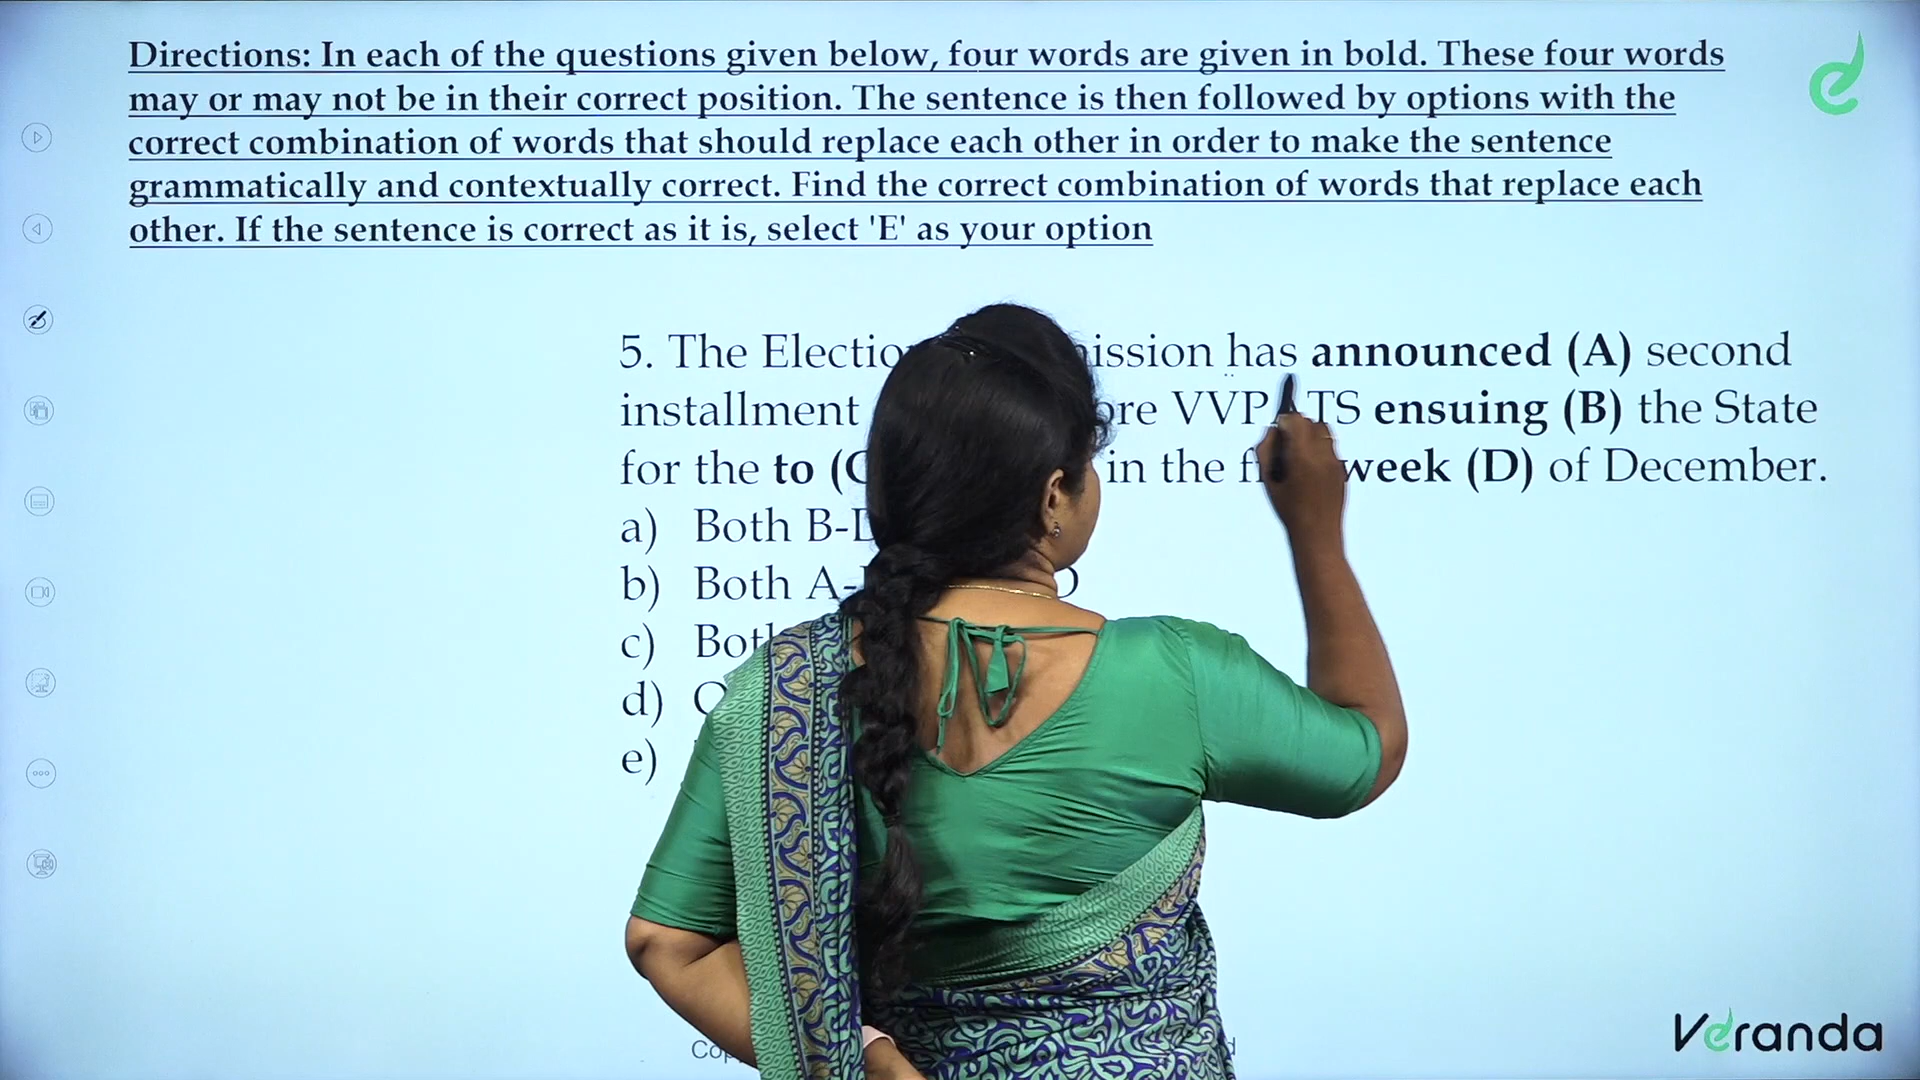 Directions: In each of the questions given below, four words are given in bold. These four words
may or may not be in their correct position. The sentence is then followed by options with the
correct combination of words that should replace each other in order to make the sentence
grammatically and contextually correct. Find the correct combination of words that replace each
other. If the sentence is correct as it is, select 'E' as your option
5. The has announced (A) second
installment ensuing (B) the State
for the to in the week (D) of December.
a) Both
b) Both
c)
d)
e)
Veranda